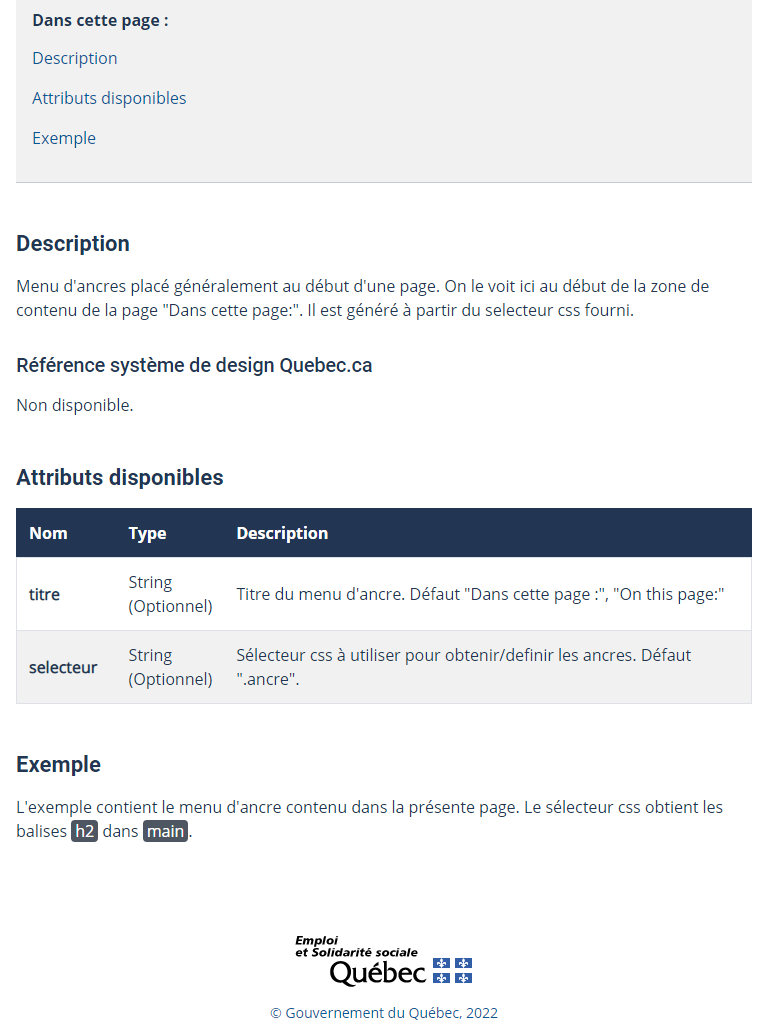 Dans cette page :
Description
Attributs disponibles
Exemple
Description
Menu d'ancres placé généralement au début d'une page. On le voit ici au début de la zone de
contenu de la page "Dans cette page:". Il est généré à partir du selecteur css fourni.
Référence système de design Quebec.ca
Non disponible.
Attributs disponibles
Nom Type Description
titre String (Optionnel) Titre du menu d'ancre. Défaut "Dans cette page :", "On this page:"
selecteur String (Optionnel) Sélecteur css à utiliser pour obtenir/definir les ancres. Défaut
".ancre".
Exemple
L'exemple contient le menu d'ancre contenu dans la présente page. Le sélecteur css obtient les
balises h2 dans main.
Emploi
et Solidarité sociale
Québec
© Gouvernement du Québec, 2022